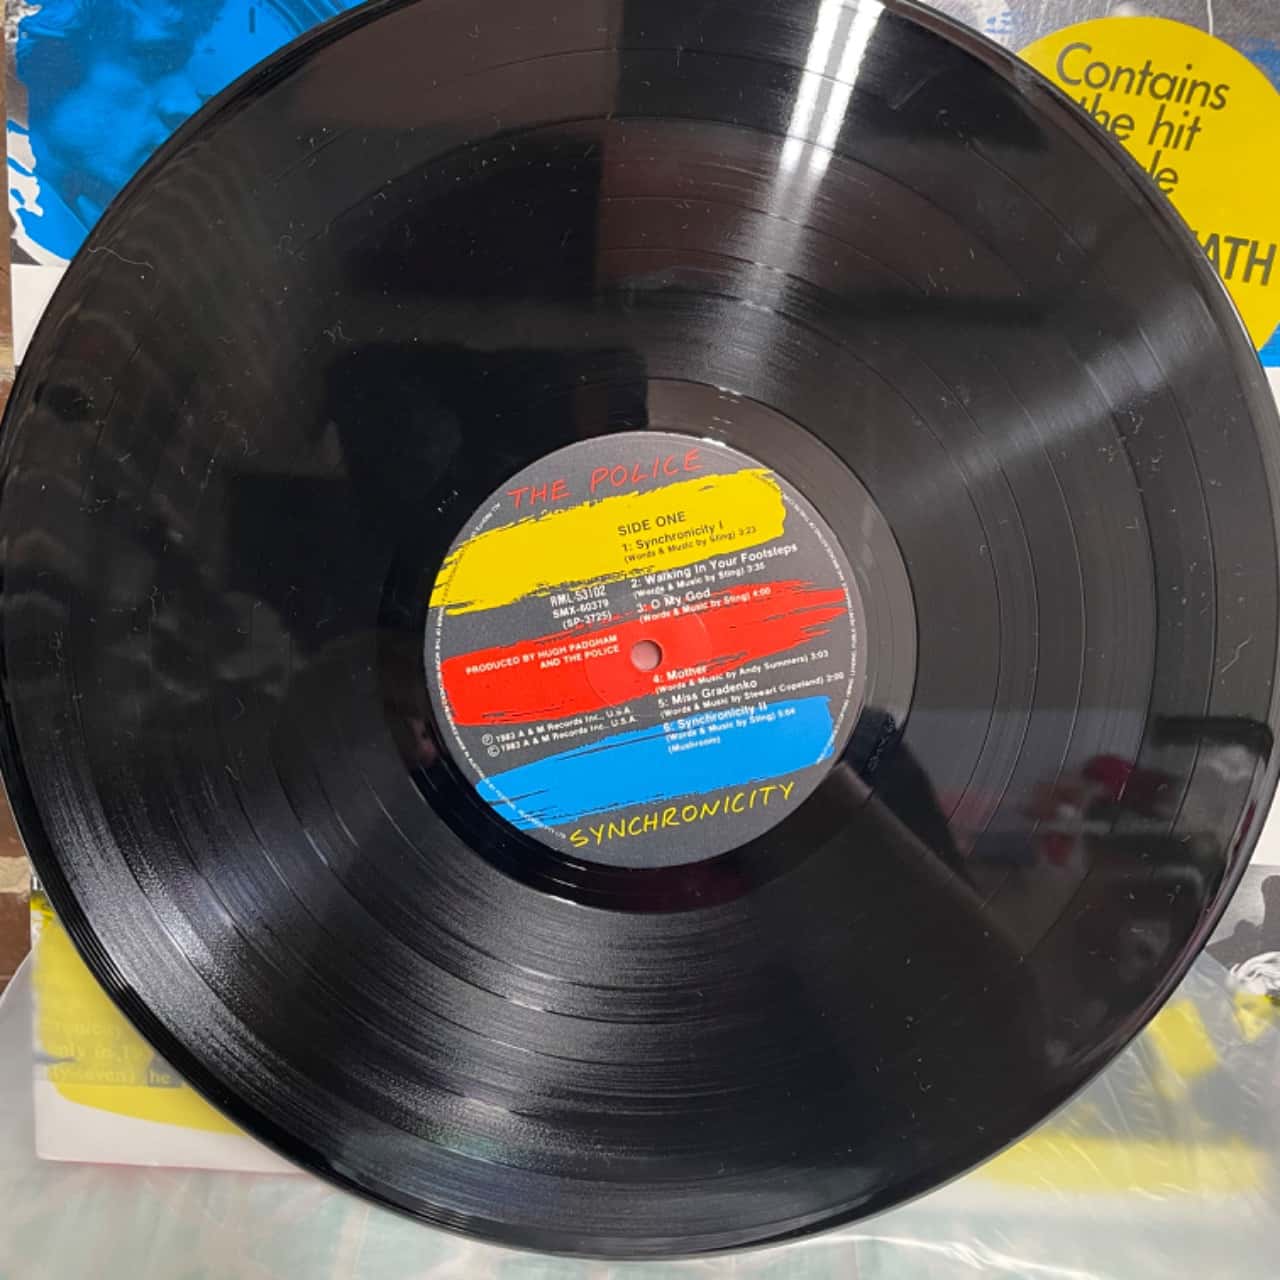 Contains
the hit
ATH
THE POLICE
SIDE ONE
1: Synchronicity I
(Words & Music by Sting) 3:23
2: Walking In Your Footsteps
(Words & Music by Sting) 3:35
3: O My God
(Words & Music by Sting) 4:00
RML-53102
SMX-60379
(SP-3725)
PRODUCED BY HUGH PADGHAM
AND THE POLICE
4: Mother
(Words & Music by Andy Summers) 3:03
5: Miss Gradenko
(Words & Music by Stewart Copeland) 2:00
6: Synchronicity II
(Words & Music by Sting) 5:04
(Mushroom)
Ⓟ 1983 A & M Records Inc., U.S.A.
© 1983 A & M Records Inc., U.S.A.
SYNCHRONICITY